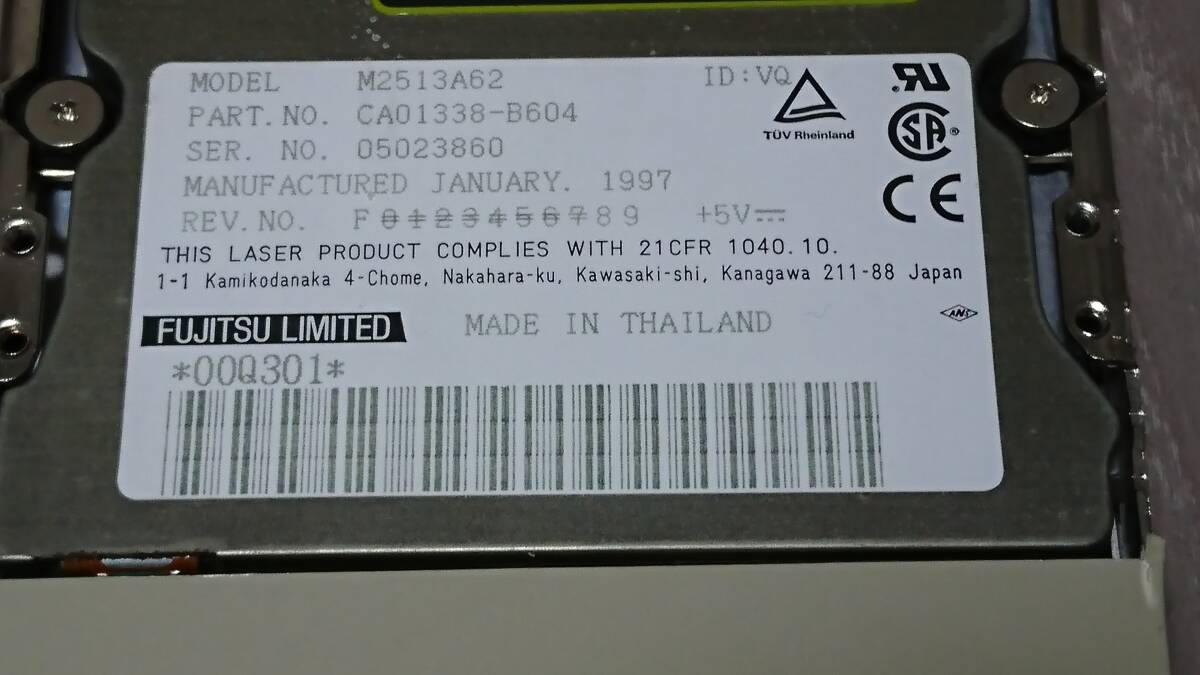 MODEL M2513A62 ID:VQ
PART.NO. CA01338-B604
TÜV Rheinland
SER. NO. 05023860
MANUFACTURED JANUARY. 1997
REV.NO. F 0 1 2 3 4 5 6 7 8 9 +5V⎓
THIS LASER PRODUCT COMPLIES WITH 21CFR 1040.10.
1-1 Kamikodanaka 4-Chome, Nakahara-ku, Kawasaki-shi, Kanagawa 211-88 Japan
FUJITSU LIMITED MADE IN THAILAND
*00Q301*